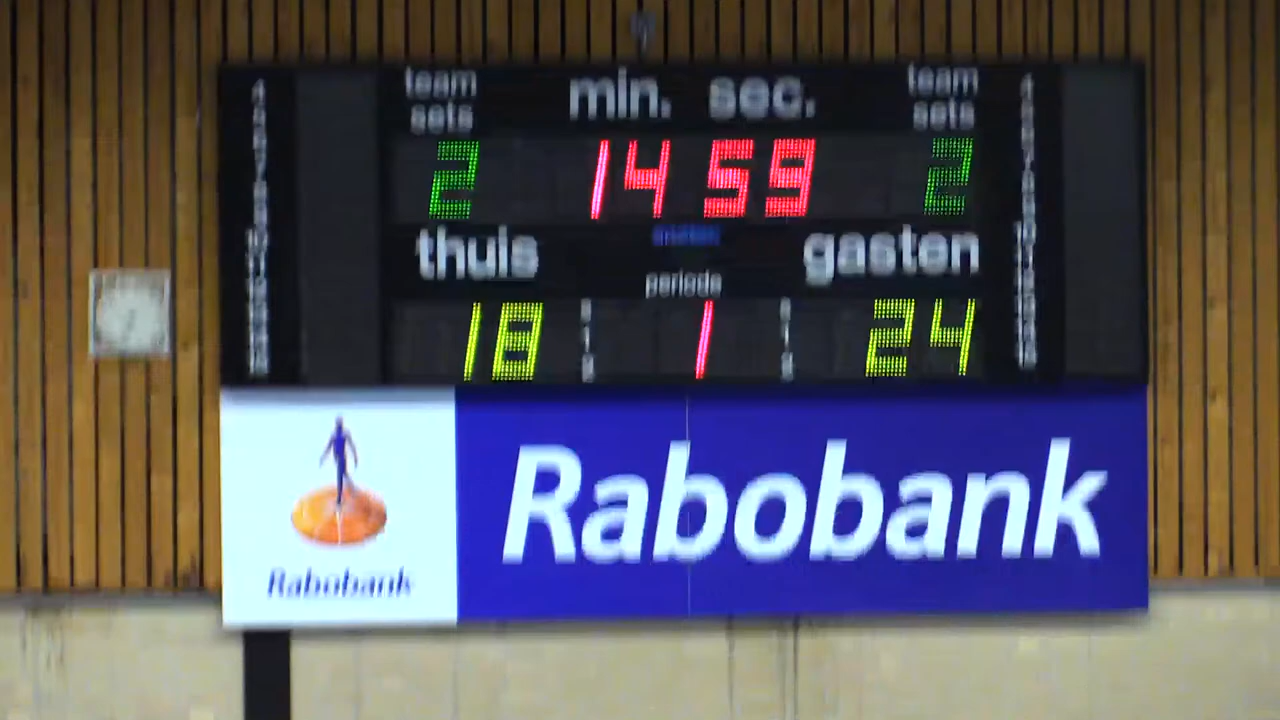 team sets
min. sec.
team sets
2 14 59 2
thuis
gasten
periode
18 1 24
Rabobank
Rabobank